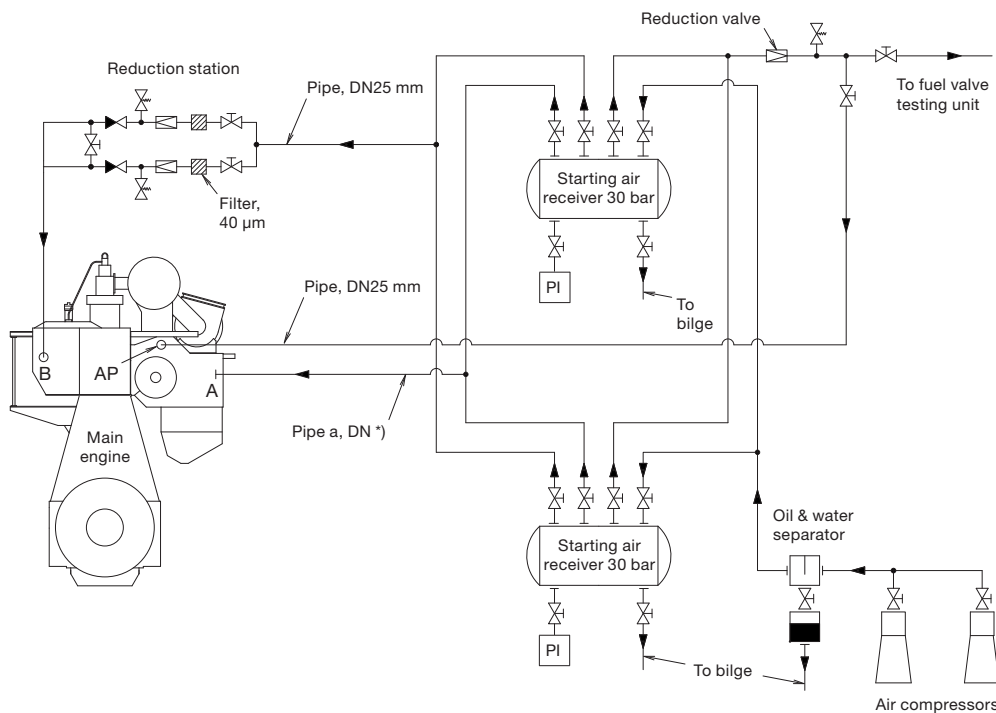 Reduction valve
Reduction station
Pipe, DN25 mm
To fuel valve
testing unit
Starting air
receiver 30 bar
Filter,
40 µm
PI
To
bilge
Pipe, DN25 mm
B
AP
A
Pipe a, DN *)
Main
engine
Oil & water
separator
Starting air
receiver 30 bar
PI
To bilge
Air compressors